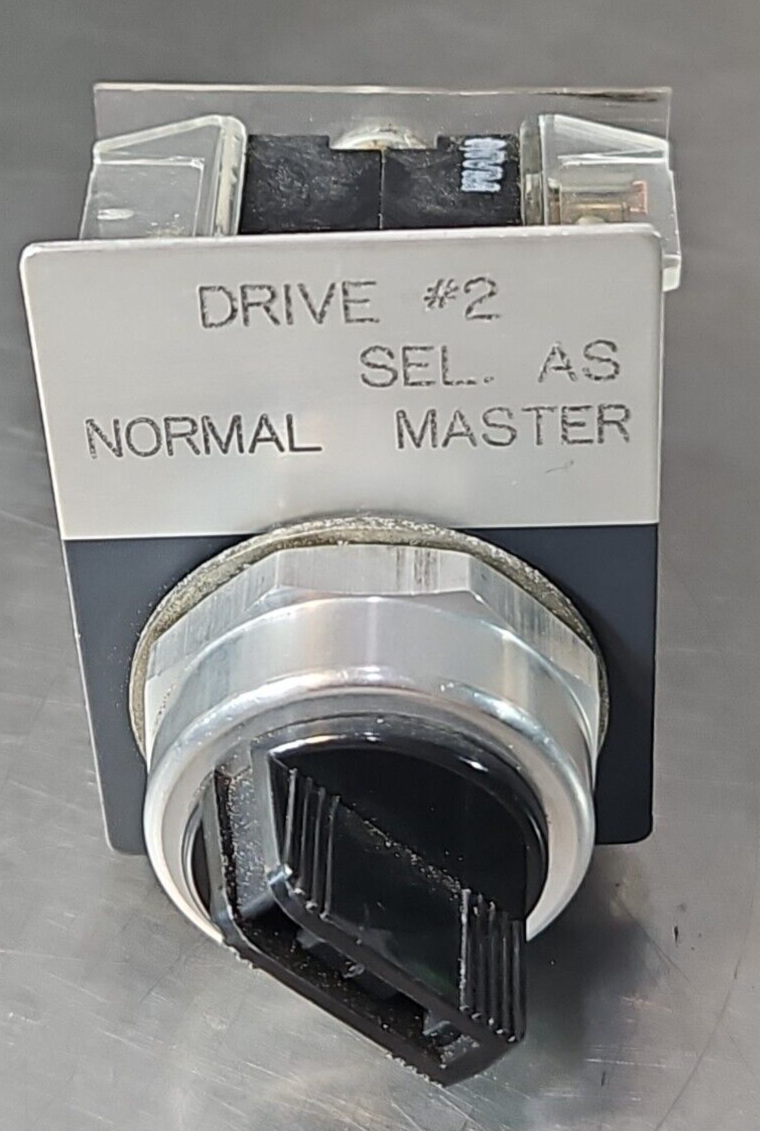 DRIVE #2
SEL. AS
NORMAL MASTER